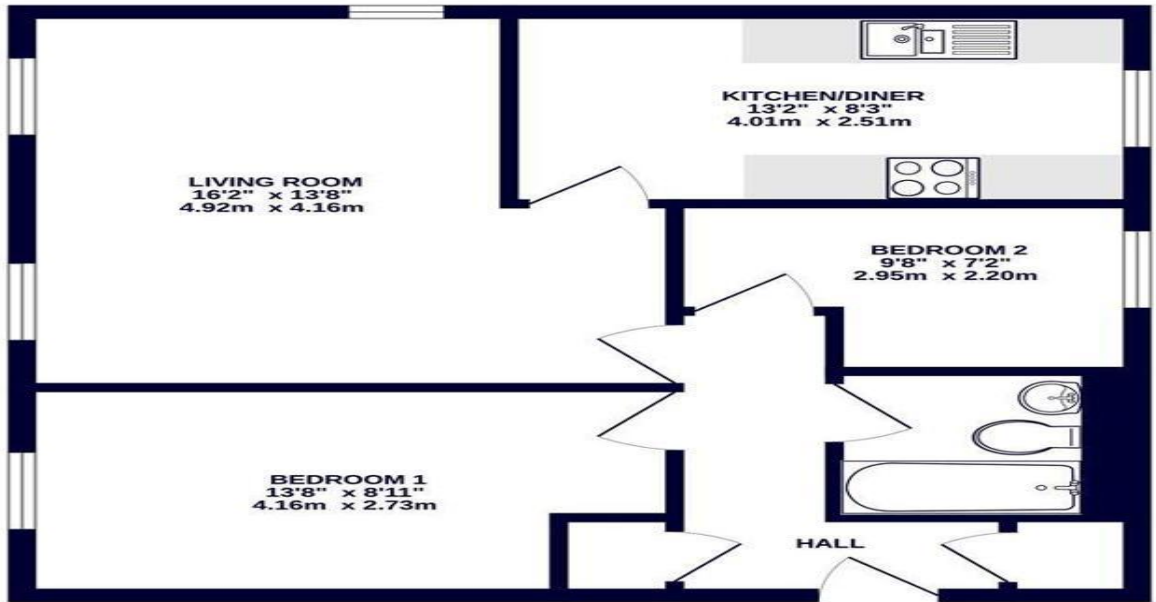 KITCHEN/DINER
13'2" x 8'3"
4.01m x 2.51m
LIVING ROOM
16'2" x 13'8"
4.92m x 4.16m
BEDROOM 2
9'8" x 7'2"
2.95m x 2.20m
BEDROOM 1
13'8" x 8'11"
4.16m x 2.73m
HALL